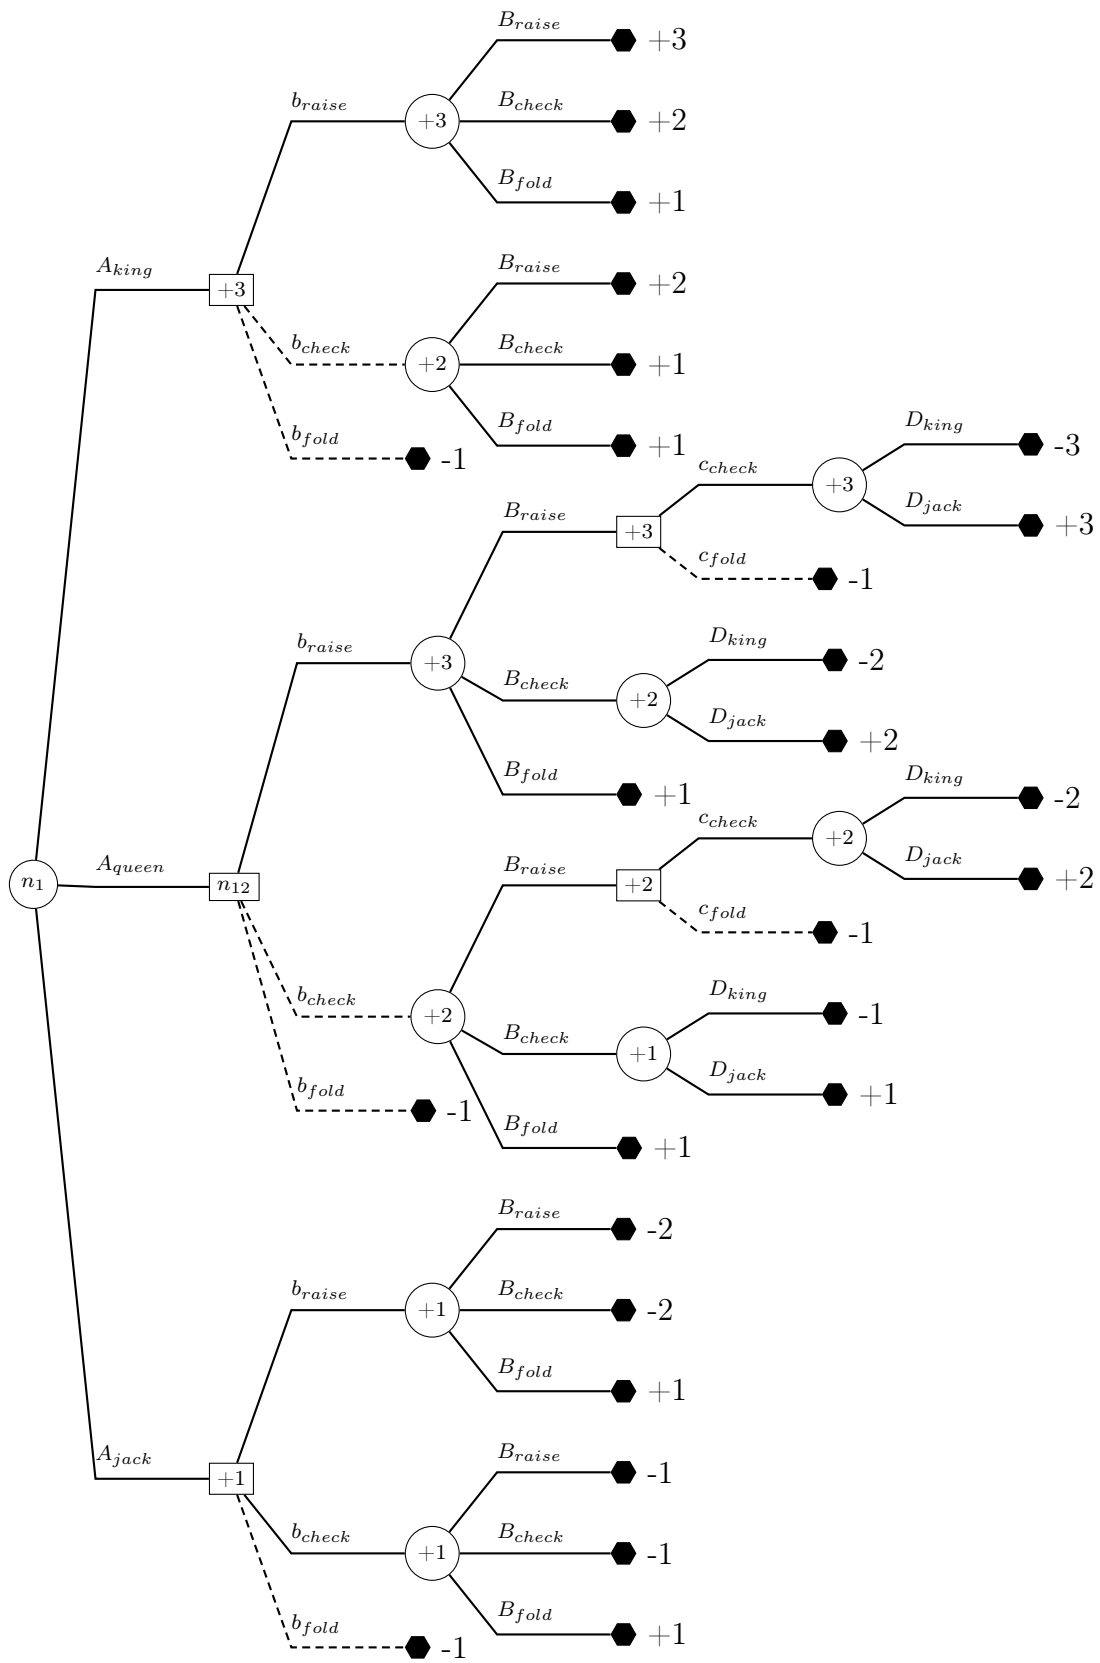 B_raise
+3
b_raise
B_check
+3
+2
B_fold
+1
A_king
B_raise
+3
+2
b_check
B_check
+2
+1
b_fold
B_fold
D_king
-1
+1
-3
c_check
+3
B_raise
D_jack
+3
+3
c_fold
-1
b_raise
D_king
+3
-2
B_check
+2
D_jack
+2
B_fold
D_king
+1
-2
c_check
+2
A_queen
B_raise
D_jack
n_1
n_12
+2
+2
c_fold
-1
b_check
D_king
+2
-1
B_check
+1
b_fold
D_jack
-1
+1
B_fold
+1
B_raise
-2
b_raise
B_check
+1
-2
B_fold
+1
A_jack
B_raise
+1
-1
b_check
B_check
+1
-1
b_fold
B_fold
-1
+1